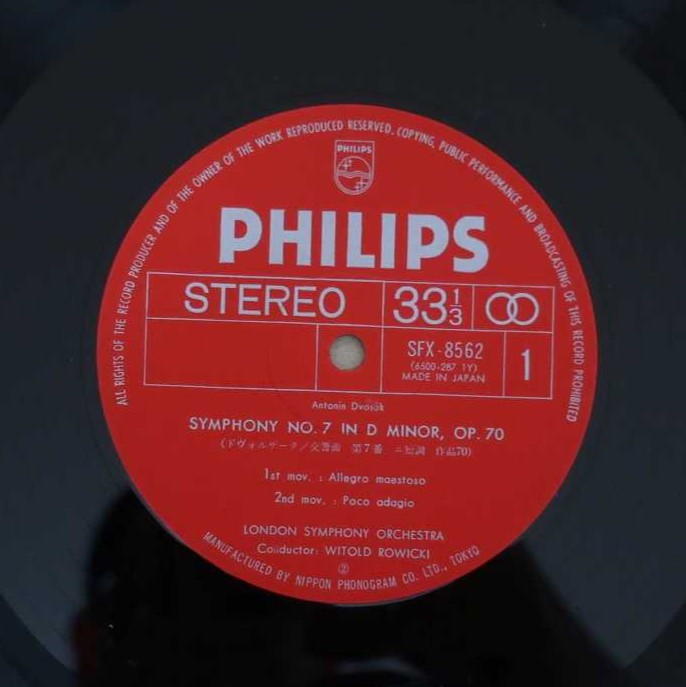 ALL RIGHTS OF THE RECORD PRODUCER AND OF THE OWNER OF THE WORK REPRODUCED RESERVED. COPYING, PUBLIC PERFORMANCE AND BROADCASTING OF THIS RECORD PROHIBITED
PHILIPS
PHILIPS
STEREO 33 1/3
SFX-8562
(6500-287 1Y)
MADE IN JAPAN
1
Antonín Dvořák
SYMPHONY NO. 7 IN D MINOR, OP. 70
(ドヴォルザーク/交響曲 第7番 ニ短調 作品70)
1st mov. : Allegro maestoso
2nd mov. : Poco adagio
LONDON SYMPHONY ORCHESTRA
Conductor: WITOLD ROWICKI
Ⓟ
MANUFACTURED BY NIPPON PHONOGRAM CO. LTD., TOKYO